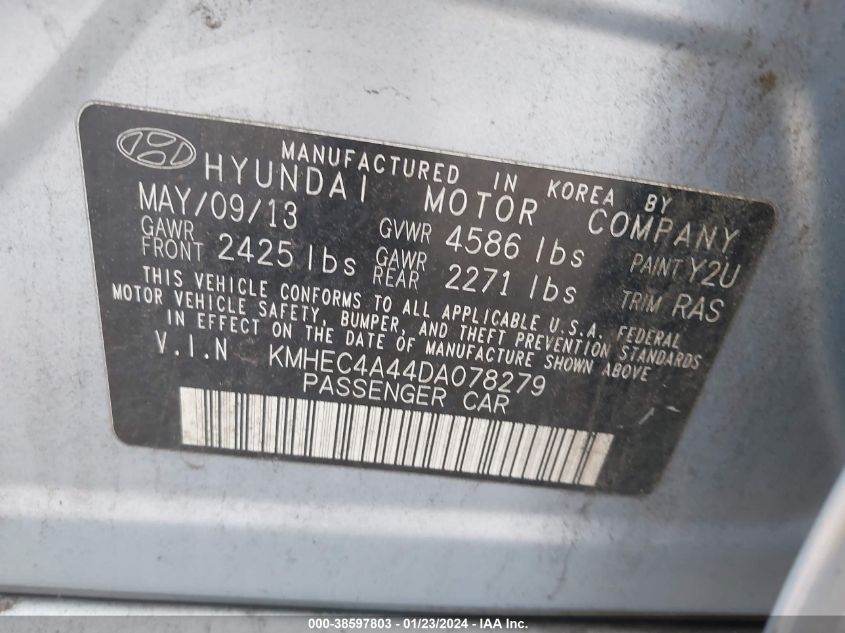 MANUFACTURED IN KOREA BY
HYUNDAI MOTOR COMPANY
MAY/09/13 GVWR 4586 lbs PAINT Y2U
GAWR FRONT 2425 lbs GAWR REAR 2271 lbs TRIM RAS
THIS VEHICLE CONFORMS TO ALL APPLICABLE U.S.A. FEDERAL
MOTOR VEHICLE SAFETY, BUMPER, AND THEFT PREVENTION STANDARDS
IN EFFECT ON THE DATE OF MANUFACTURE SHOWN ABOVE
V.I.N KMHEC4A44DA078279
PASSENGER CAR
000-38597803 - 01/23/2024 - IAA Inc.